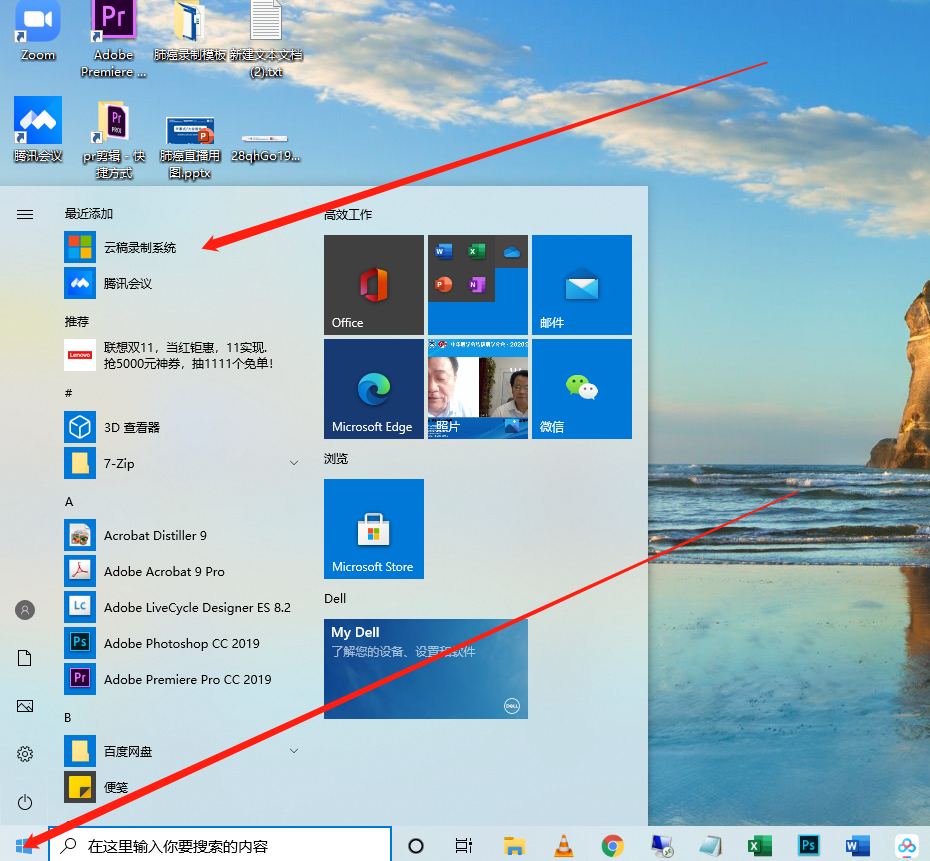 Zoom
Adobe
Premiere ...
肺癌录制模板
新建文本文档
(2).txt
腾讯会议
pr剪辑 - 快
捷方式
肺癌直播用
图.pptx
28qhGo19...
最近添加
云稿录制系统
腾讯会议
推荐
联想双11，当红钜惠，11实现.
抢5000元神券，抽1111个免单!
#
3D 查看器
7-Zip
A
Acrobat Distiller 9
Adobe Acrobat 9 Pro
Adobe LiveCycle Designer ES 8.2
Adobe Photoshop CC 2019
Adobe Premiere Pro CC 2019
B
百度网盘
便笺
高效工作
Office
邮件
Microsoft Edge
照片
微信
浏览
Microsoft Store
Dell
My Dell
了解您的设备、设置和软件
在这里输入你要搜索的内容